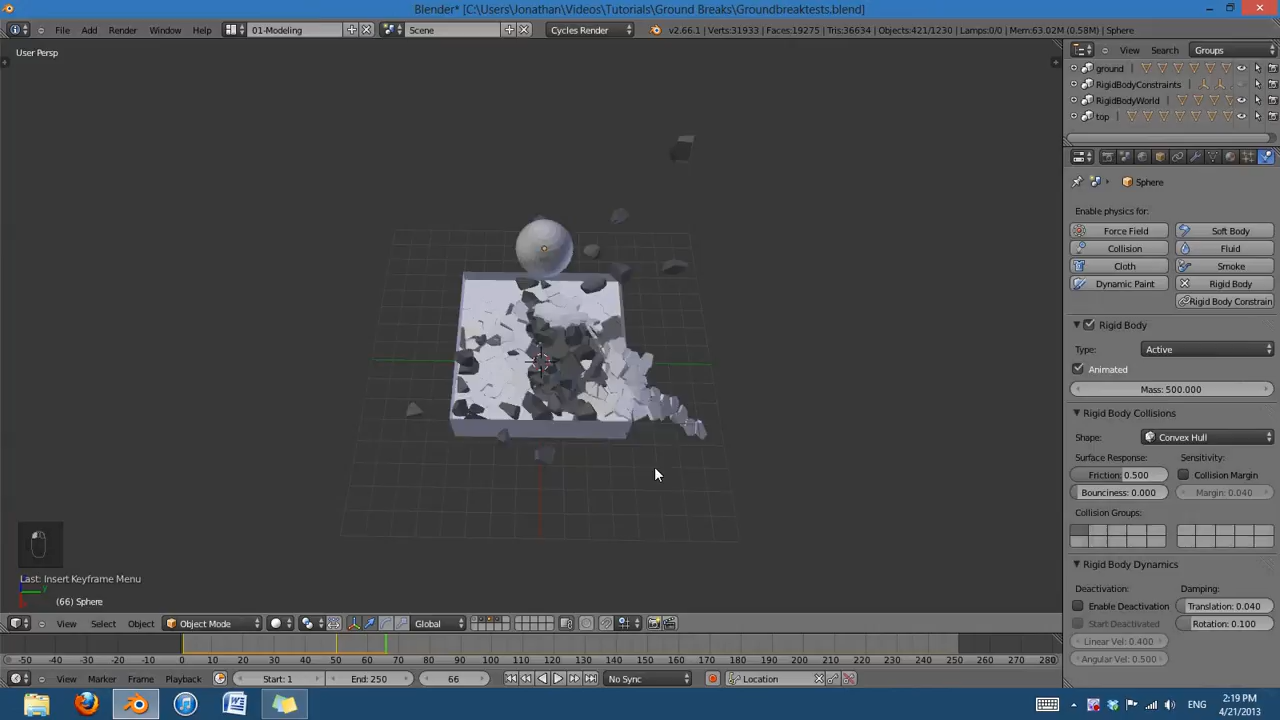 Blender* [C:\Users\Jonathan\Videos\Tutorials\Ground Breaks\Groundbreaktests.blend]
File Add Render Window Help 01-Modeling Scene Cycles Render v2.66.1 | Verts:31933 | Faces:19275 | Tris:36634 | Objects:421/1230 | Lamps:0/0 | Mem:63.02M (0.58M) | Sphere
View Search Groups
User Persp
ground
RigidBodyConstraints
RigidBodyWorld
top
Sphere
Enable physics for:
Force Field Soft Body
Collision Fluid
Cloth Smoke
Dynamic Paint Rigid Body
Rigid Body Constrain
Rigid Body
Type: Active
Animated
Mass: 500.000
Rigid Body Collisions
Shape: Convex Hull
Surface Response: Sensitivity:
Friction: 0.500 Collision Margin
Bounciness: 0.000 Margin: 0.040
Collision Groups:
Rigid Body Dynamics
Deactivation: Damping:
Enable Deactivation Translation: 0.040
Start Deactivated Rotation: 0.100
Linear Vel: 0.400
Angular Vel: 0.500
Last: Insert Keyframe Menu
(66) Sphere
View Select Object Object Mode Global
-50 -40 -30 -20 -10 0 10 20 30 40 50 60 70 80 90 100 110 120 130 140 150 160 170 180 190 200 210 220 230 240 250 260 270 280
View Marker Frame Playback Start: 1 End: 250 66 No Sync Location
ENG
2:19 PM
4/21/2013